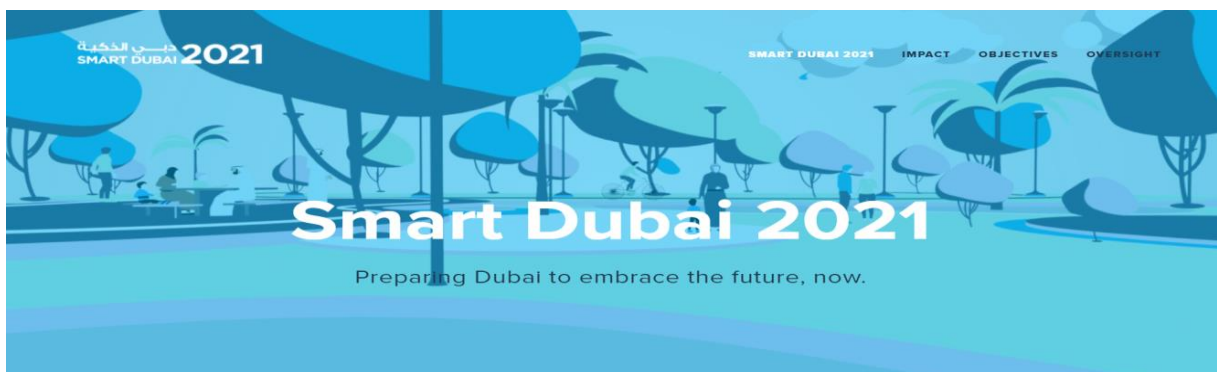 دبي الذكية
SMART DUBAI 2021
SMART DUBAI 2021 IMPACT OBJECTIVES OVERSIGHT
Smart Dubai 2021
Preparing Dubai to embrace the future, now.